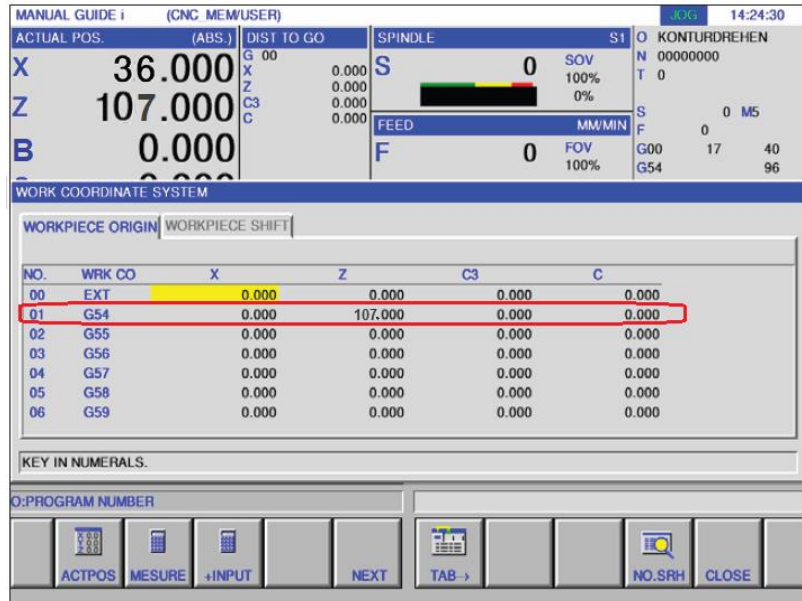 MANUAL GUIDE i (CNC_MEM/USER) JOG 14:24:30
ACTUAL POS. (ABS.) DIST TO GO SPINDLE S1 O KONTURDREHEN
X 36.000 G 00 S 0 SOV N 00000000
X 0.000 100% T 0
Z 107.000 Z 0.000 0%
C3 0.000 S 0 M5
C 0.000 FEED MM/MIN F 0
B 0.000 F 0 FOV G00 17 40
100% G54 96
WORK COORDINATE SYSTEM
WORKPIECE ORIGIN WORKPIECE SHIFT
NO. WRK CO X Z C3 C
00 EXT 0.000 0.000 0.000 0.000
01 G54 0.000 107.000 0.000 0.000
02 G55 0.000 0.000 0.000 0.000
03 G56 0.000 0.000 0.000 0.000
04 G57 0.000 0.000 0.000 0.000
05 G58 0.000 0.000 0.000 0.000
06 G59 0.000 0.000 0.000 0.000
KEY IN NUMERALS.
O:PROGRAM NUMBER
ACTPOS MESURE +INPUT NEXT TAB→ NO.SRH CLOSE